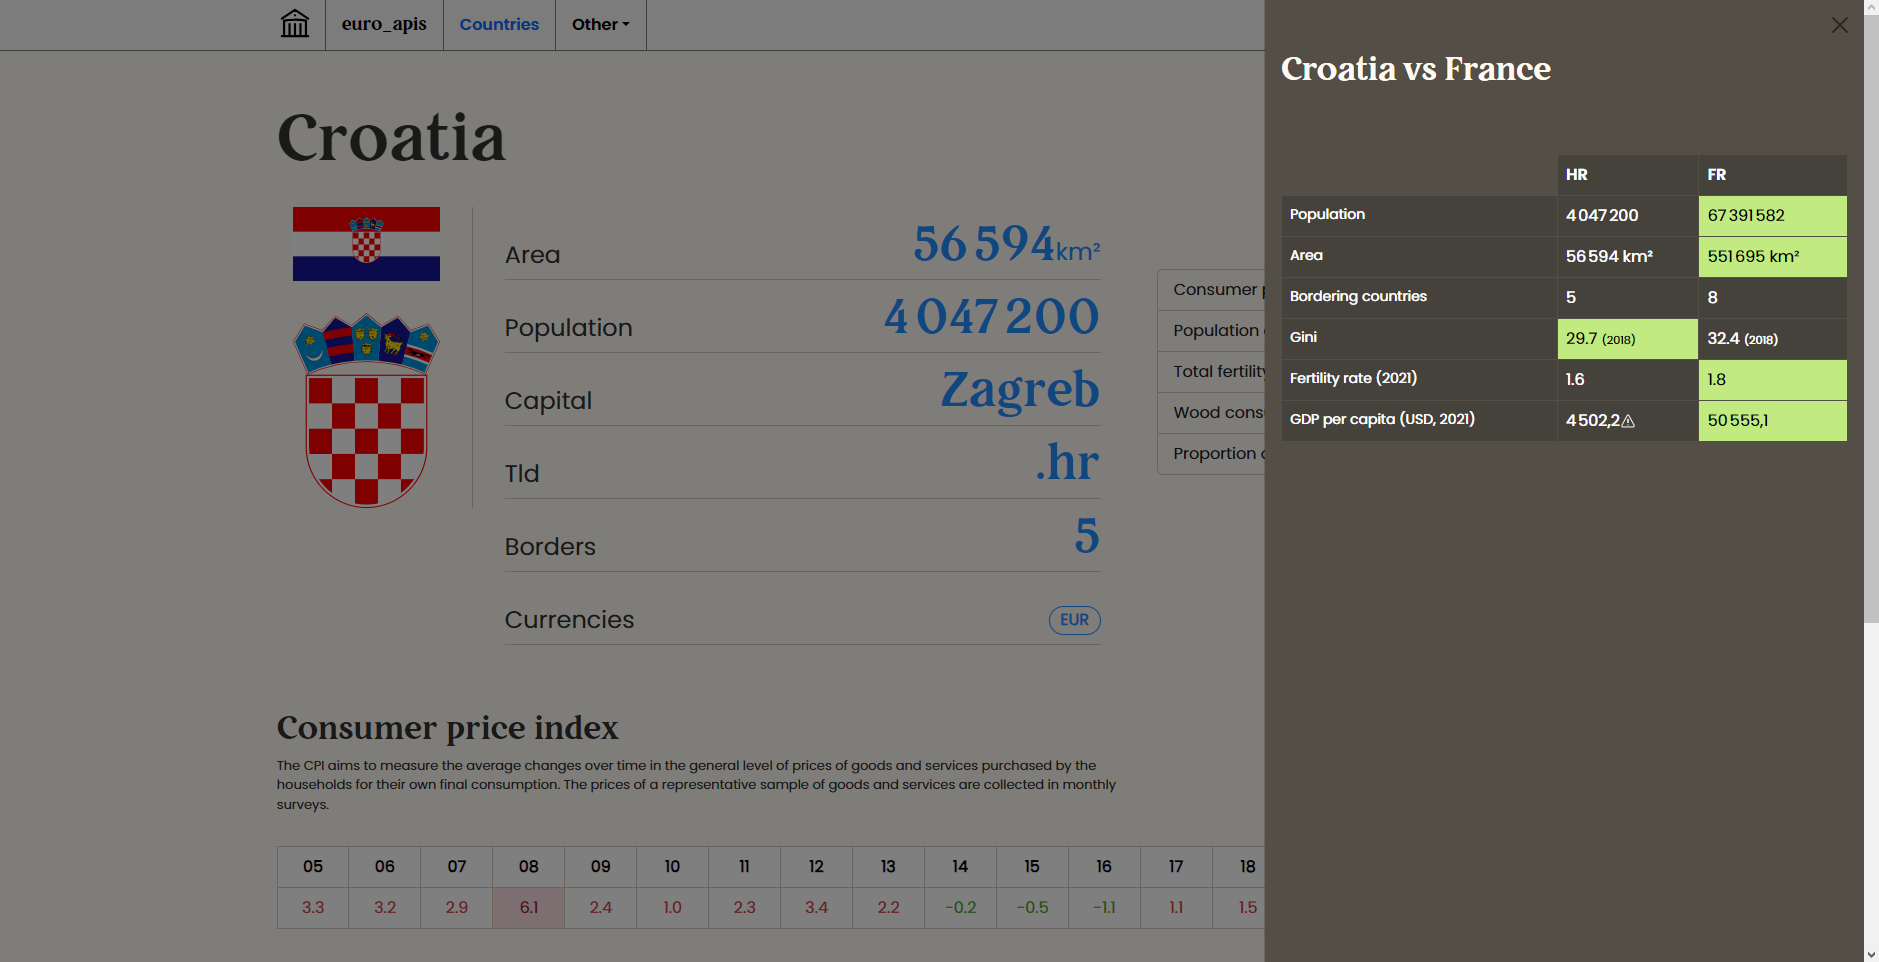 euro_apis Countries Other
Croatia
Area 56 594km²
Population 4 047 200
Capital Zagreb
Tld .hr
Borders 5
Currencies EUR
Consumer
Population
Total fertility
Wood cons
Proportion
Consumer price index
The CPI aims to measure the average changes over time in the general level of prices of goods and services purchased by the
households for their own final consumption. The prices of a representative sample of goods and services are collected in monthly
surveys.
05 06 07 08 09 10 11 12 13 14 15 16 17 18
3.3 3.2 2.9 6.1 2.4 1.0 2.3 3.4 2.2 -0.2 -0.5 -1.1 1.1 1.5
Croatia vs France
HR FR
Population 4 047 200 67 391 582
Area 56 594 km² 551 695 km²
Bordering countries 5 8
Gini 29.7 (2018) 32.4 (2018)
Fertility rate (2021) 1.6 1.8
GDP per capita (USD, 2021) 4 502,2 50 555,1